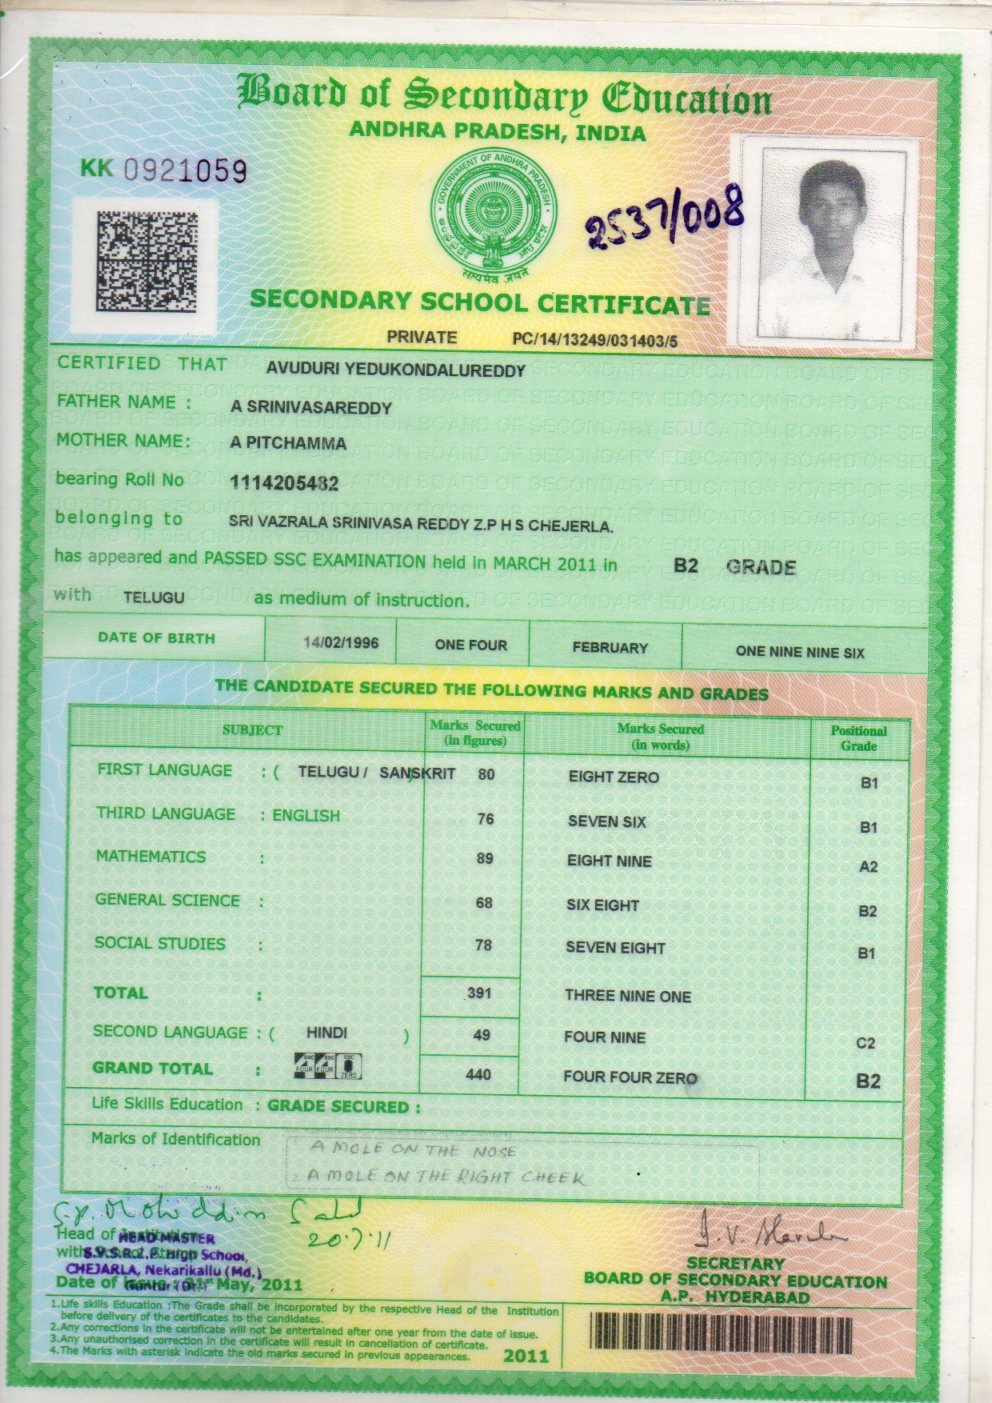 Board of Secondary Education
ANDHRA PRADESH, INDIA
KK 0921059
GOVERNMENT OF ANDHRA PRADESH
सत्यमेव जयते
2537/008
SECONDARY SCHOOL CERTIFICATE
PRIVATE PC/14/13249/031403/5
CERTIFIED THAT AVUDURI YEDUKONDALUREDDY
FATHER NAME : A SRINIVASAREDDY
MOTHER NAME: A PITCHAMMA
bearing Roll No 1114205482
belonging to SRI VAZRALA SRINIVASA REDDY Z.P H S CHEJERLA.
has appeared and PASSED SSC EXAMINATION held in MARCH 2011 in B2 GRADE
with TELUGU as medium of instruction.
DATE OF BIRTH 14/02/1996 ONE FOUR FEBRUARY ONE NINE NINE SIX
THE CANDIDATE SECURED THE FOLLOWING MARKS AND GRADES
SUBJECT Marks Secured (in figures) Marks Secured (in words) Positional Grade
FIRST LANGUAGE : ( TELUGU / SANSKRIT ) 80 EIGHT ZERO B1
THIRD LANGUAGE : ENGLISH 76 SEVEN SIX B1
MATHEMATICS : 89 EIGHT NINE A2
GENERAL SCIENCE : 68 SIX EIGHT B2
SOCIAL STUDIES : 78 SEVEN EIGHT B1
TOTAL : 391 THREE NINE ONE
SECOND LANGUAGE : ( HINDI ) 49 FOUR NINE C2
GRAND TOTAL : 440 FOUR FOUR ZERO B2
Life Skills Education : GRADE SECURED :
Marks of Identification
A MOLE ON THE NOSE
A MOLE ON THE RIGHT CHEEK
20.7.11
Head of Institution
HEAD MASTER
with
S.V.S.R.Z.P. High School,
CHEJARLA, Nekarikallu (Md.)
Guntur (Dt.)
Date of Issue : 21st May, 2011
SECRETARY
BOARD OF SECONDARY EDUCATION
A.P. HYDERABAD
1.Life skills Education :The Grade shall be incorporated by the respective Head of the Institution
before delivery of the certificates to the candidates.
2.Any corrections in the certificate will not be entertained after one year from the date of issue.
3.Any unauthorised correction in the certificate will result in cancellation of certificate.
4.The Marks with asterisk indicate the old marks secured in previous appearances.
2011